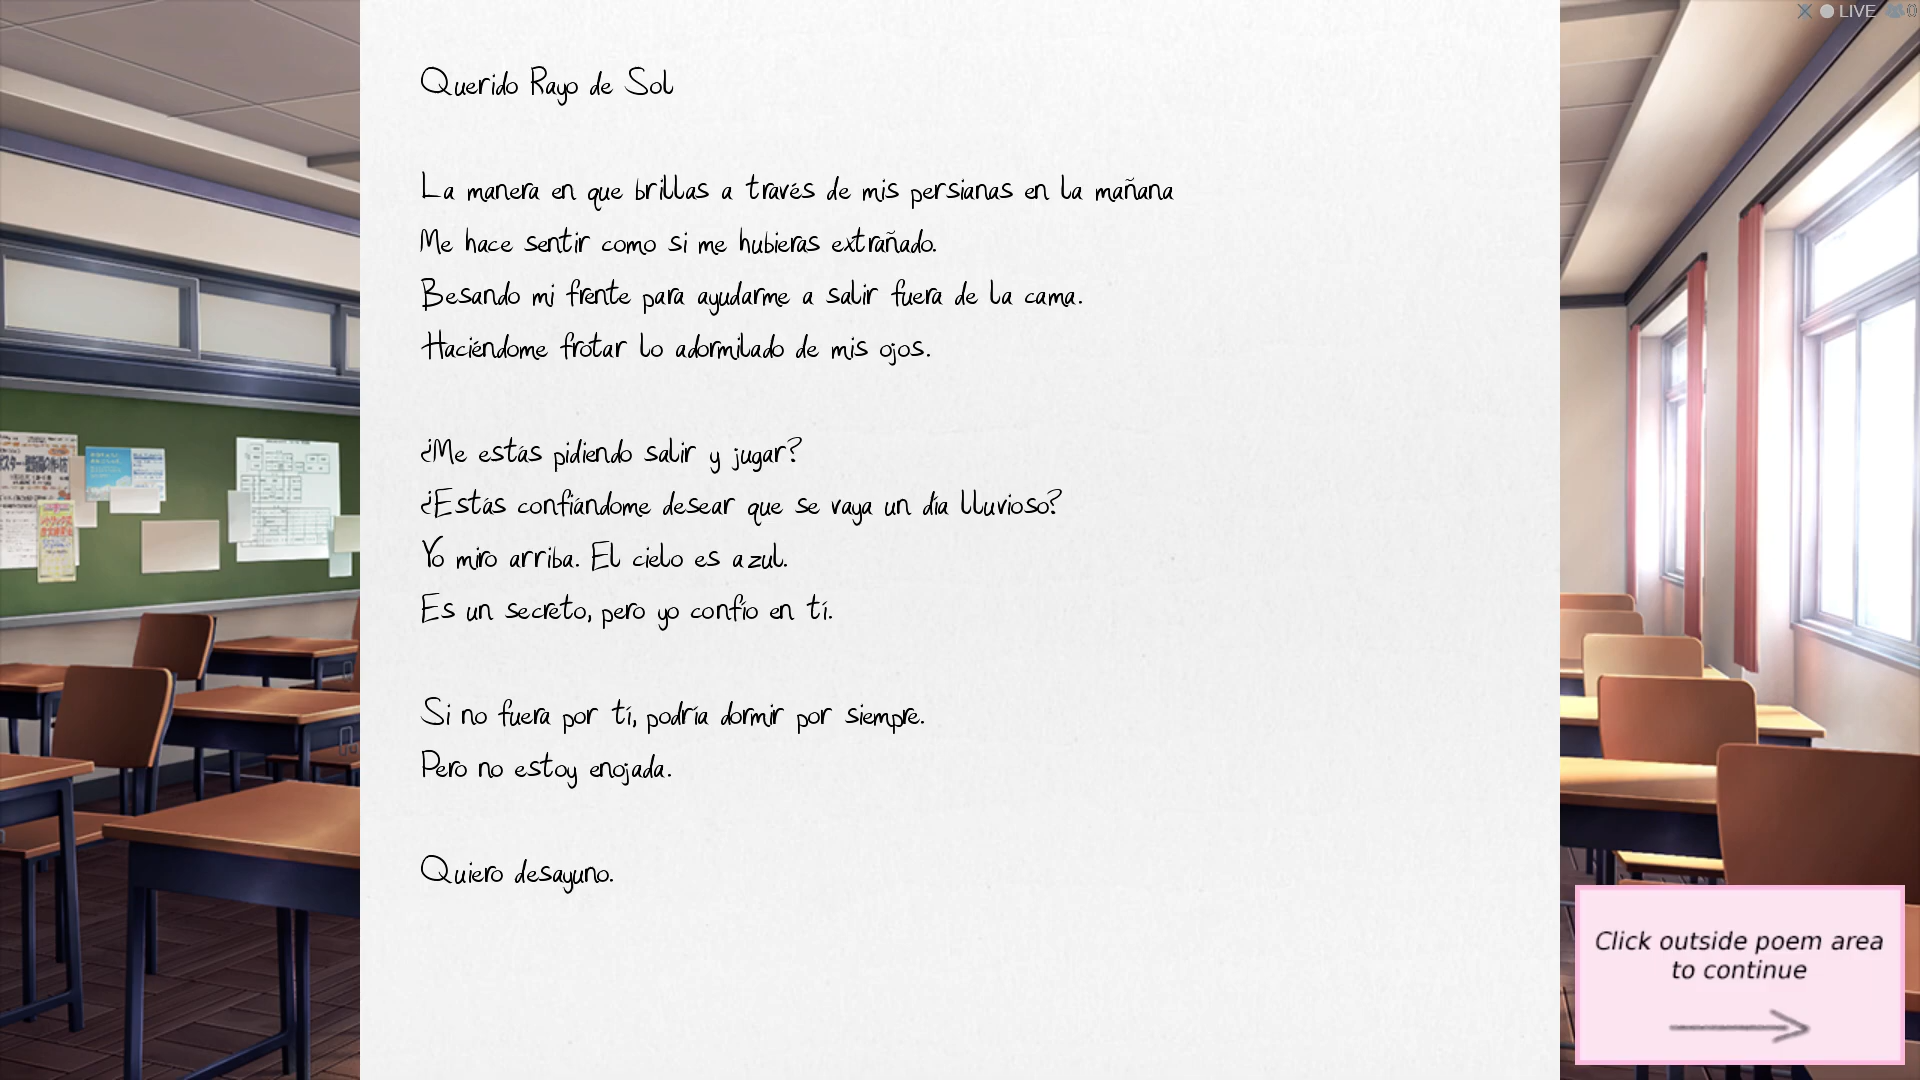 LIVE
0
Querido Rayo de Sol
La manera en que brillas a través de mis persianas en la mañana
Me hace sentir como si me hubieras extrañado.
Besando mi frente para ayudarme a salir fuera de la cama.
Haciéndome frotar lo adormilado de mis ojos.
¿Me estás pidiendo salir y jugar?
¿Estás confiándome desear que se vaya un día lluvioso?
Yo miro arriba. El cielo es azul.
Es un secreto, pero yo confío en tí.
Si no fuera por tí, podría dormir por siempre.
Pero no estoy enojada.
Quiero desayuno.
Click outside poem area
to continue